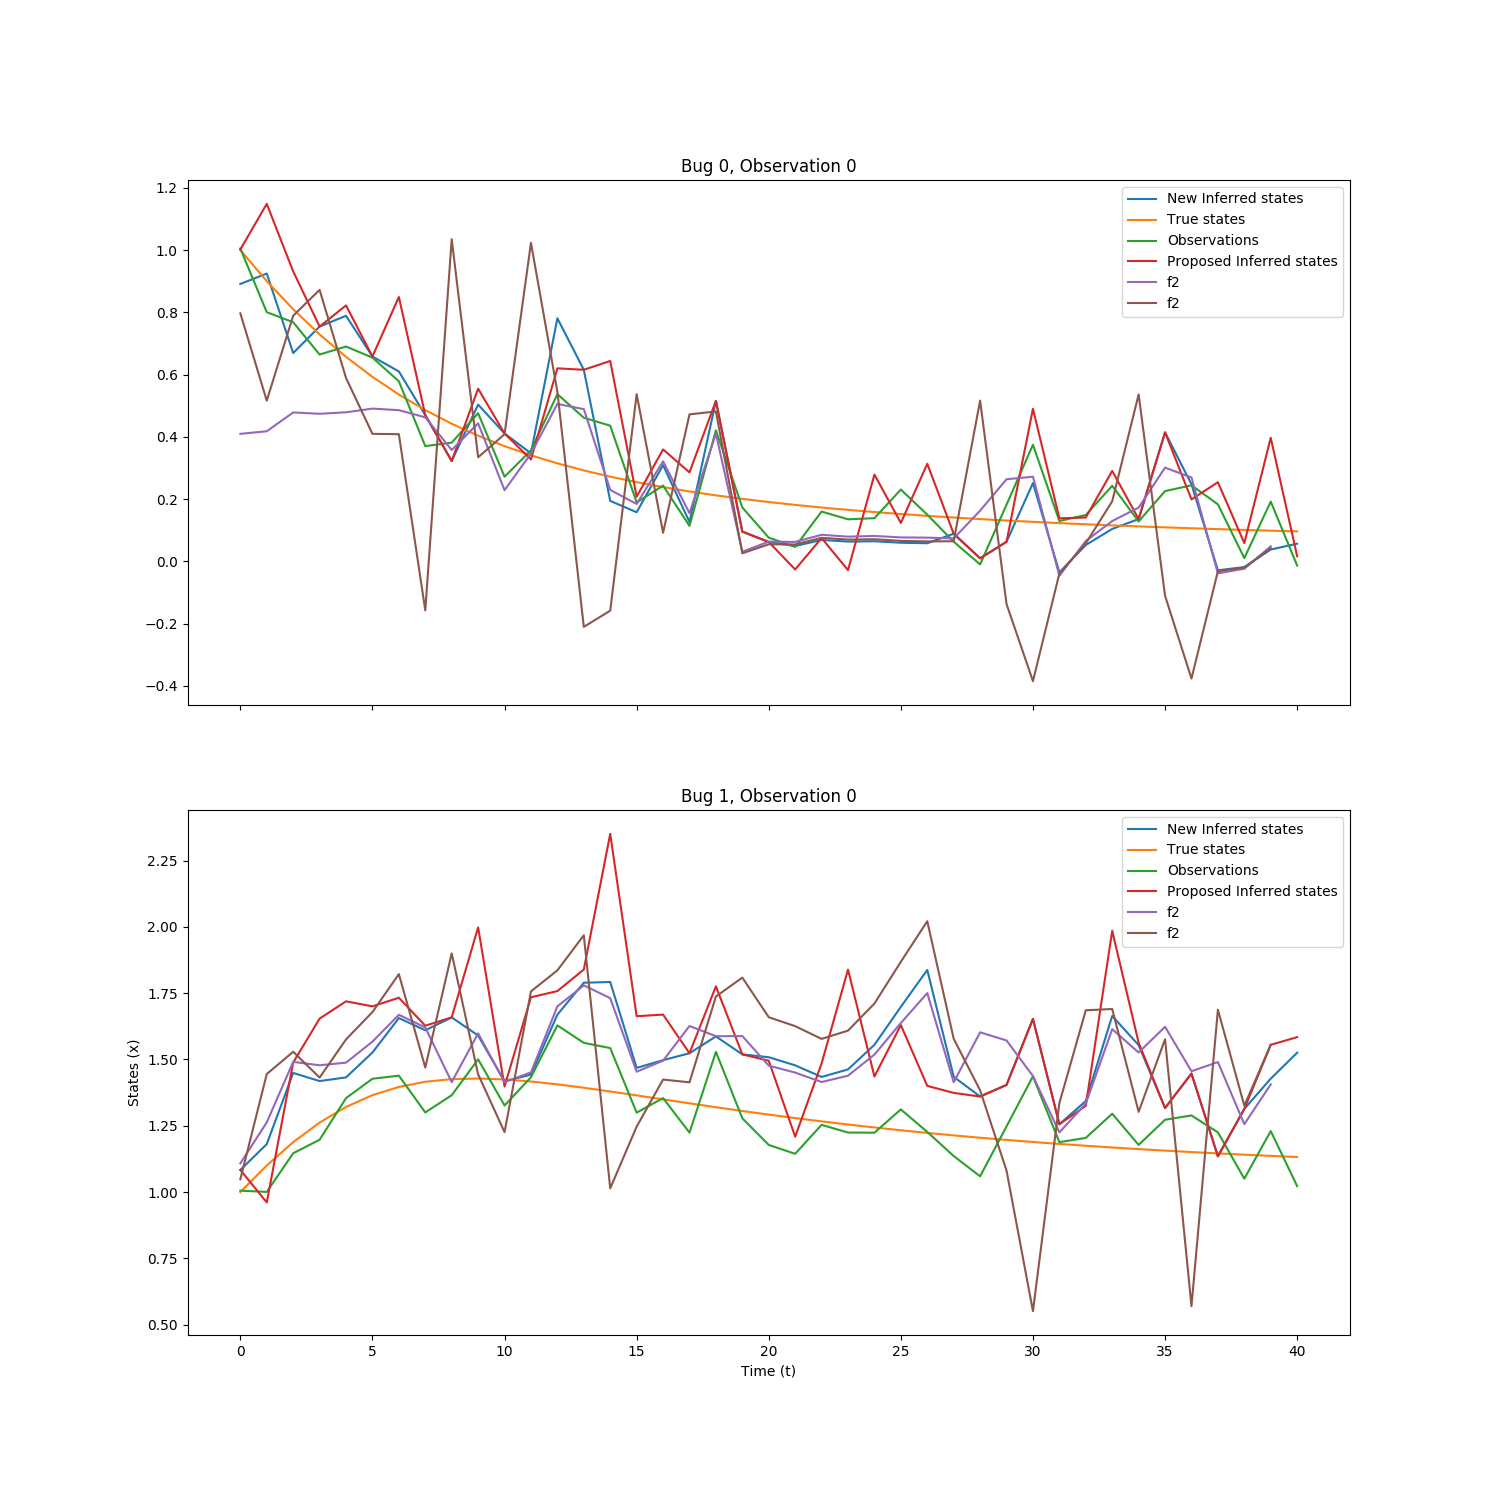 Bug 0, Observation 0
1.2
1.0
0.8
0.6
0.4
0.2
0.0
−0.2
−0.4
New Inferred states
True states
Observations
Proposed Inferred states
f2
f2
Bug 1, Observation 0
States (x)
2.25
2.00
1.75
1.50
1.25
1.00
0.75
0.50
New Inferred states
True states
Observations
Proposed Inferred states
f2
f2
0 5 10 15 20 25 30 35 40
Time (t)